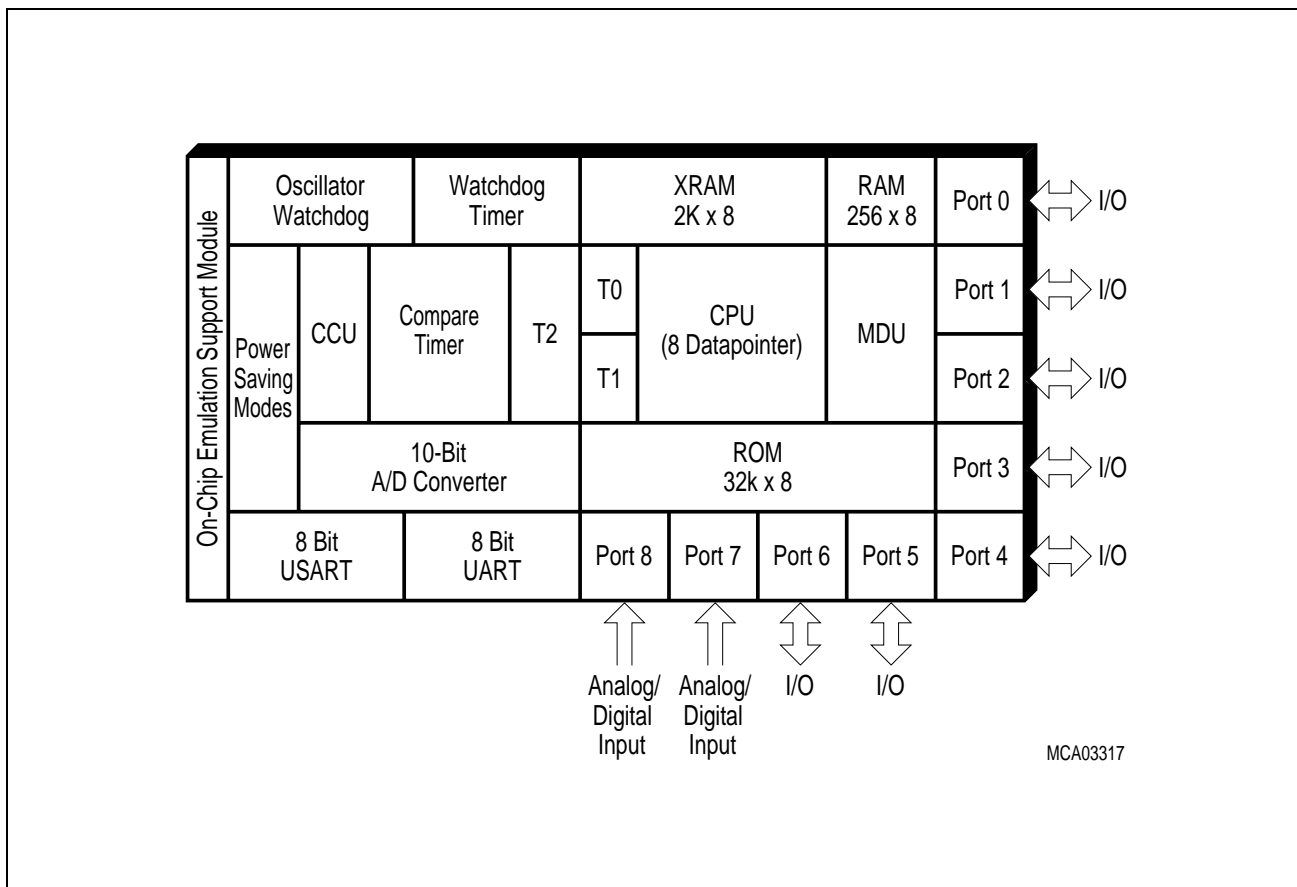 On-Chip Emulation Support Module
Oscillator
Watchdog
Watchdog
Timer
XRAM
2K x 8
RAM
256 x 8
Port 0
I/O
Power
Saving
Modes
CCU
Compare
Timer
T2
T0
T1
CPU
(8 Datapointer)
MDU
Port 1
I/O
Port 2
I/O
10-Bit
A/D Converter
ROM
32k x 8
Port 3
I/O
8 Bit
USART
8 Bit
UART
Port 8
Port 7
Port 6
Port 5
Port 4
I/O
Analog/
Digital
Input
Analog/
Digital
Input
I/O
I/O
MCA03317